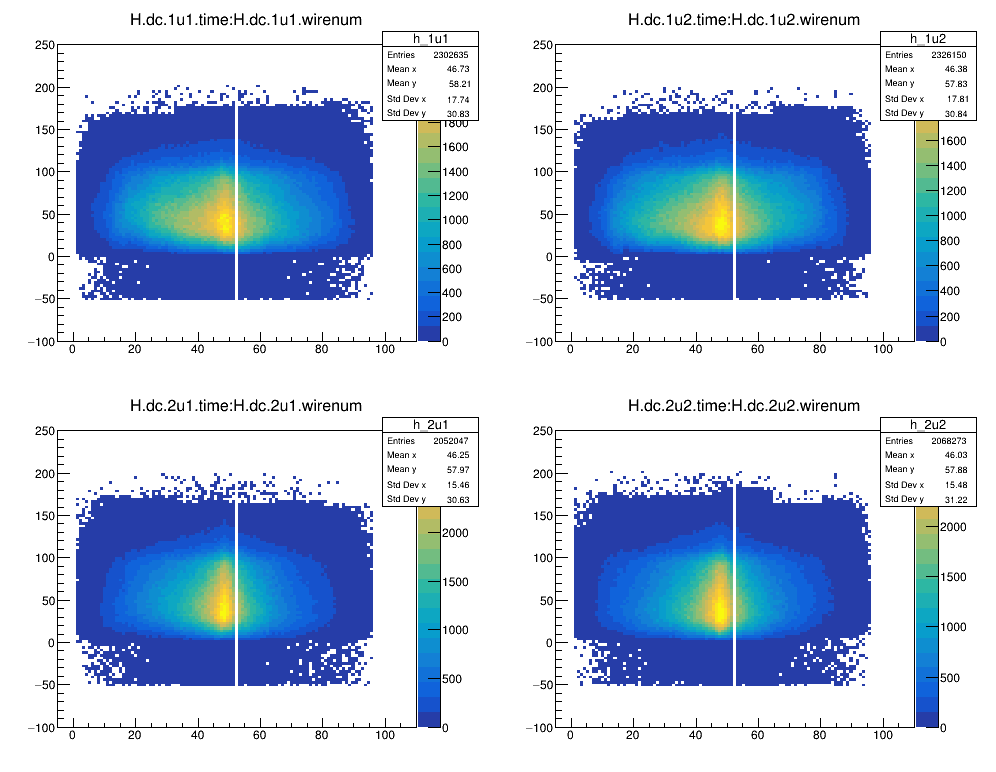 H.dc.1u1.time:H.dc.1u1.wirenum
h_1u1
Entries 2302635
Mean x 46.73
Mean y 58.21
Std Dev x 17.74
Std Dev y 30.83
250
200
150
100
50
0
−50
−100
0 20 40 60 80 100
1800
1600
1400
1200
1000
800
600
400
200
0
H.dc.1u2.time:H.dc.1u2.wirenum
h_1u2
Entries 2326150
Mean x 46.38
Mean y 57.83
Std Dev x 17.81
Std Dev y 30.84
250
200
150
100
50
0
−50
−100
0 20 40 60 80 100
1600
1400
1200
1000
800
600
400
200
0
H.dc.2u1.time:H.dc.2u1.wirenum
h_2u1
Entries 2052047
Mean x 46.25
Mean y 57.97
Std Dev x 15.46
Std Dev y 30.63
250
200
150
100
50
0
−50
−100
0 20 40 60 80 100
2000
1500
1000
500
0
H.dc.2u2.time:H.dc.2u2.wirenum
h_2u2
Entries 2068273
Mean x 46.03
Mean y 57.88
Std Dev x 15.48
Std Dev y 31.22
250
200
150
100
50
0
−50
−100
0 20 40 60 80 100
2000
1500
1000
500
0